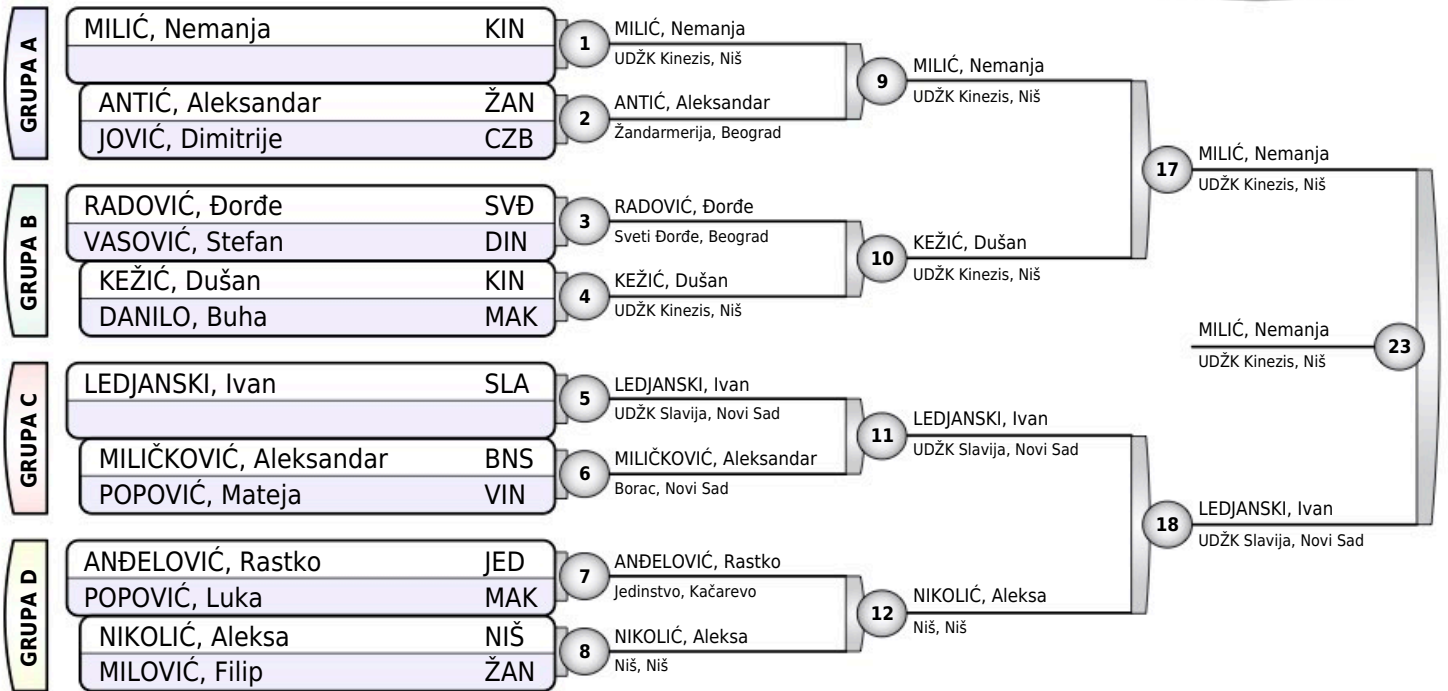 GRUPA A
MILIĆ, Nemanja KIN
ANTIĆ, Aleksandar ŽAN
JOVIĆ, Dimitrije CZB
GRUPA B
RADOVIĆ, Đorđe SVĐ
VASOVIĆ, Stefan DIN
KEŽIĆ, Dušan KIN
DANILO, Buha MAK
GRUPA C
LEDJANSKI, Ivan SLA
MILIČKOVIĆ, Aleksandar BNS
POPOVIĆ, Mateja VIN
GRUPA D
ANĐELOVIĆ, Rastko JED
POPOVIĆ, Luka MAK
NIKOLIĆ, Aleksa NIŠ
MILOVIĆ, Filip ŽAN
1 MILIĆ, Nemanja
UDŽK Kinezis, Niš
2 ANTIĆ, Aleksandar
Žandarmerija, Beograd
3 RADOVIĆ, Đorđe
Sveti Đorđe, Beograd
4 KEŽIĆ, Dušan
UDŽK Kinezis, Niš
5 LEDJANSKI, Ivan
UDŽK Slavija, Novi Sad
6 MILIČKOVIĆ, Aleksandar
Borac, Novi Sad
7 ANĐELOVIĆ, Rastko
Jedinstvo, Kačarevo
8 NIKOLIĆ, Aleksa
Niš, Niš
9 MILIĆ, Nemanja
UDŽK Kinezis, Niš
10 KEŽIĆ, Dušan
UDŽK Kinezis, Niš
11 LEDJANSKI, Ivan
UDŽK Slavija, Novi Sad
12 NIKOLIĆ, Aleksa
Niš, Niš
17 MILIĆ, Nemanja
UDŽK Kinezis, Niš
18 LEDJANSKI, Ivan
UDŽK Slavija, Novi Sad
MILIĆ, Nemanja 23
UDŽK Kinezis, Niš